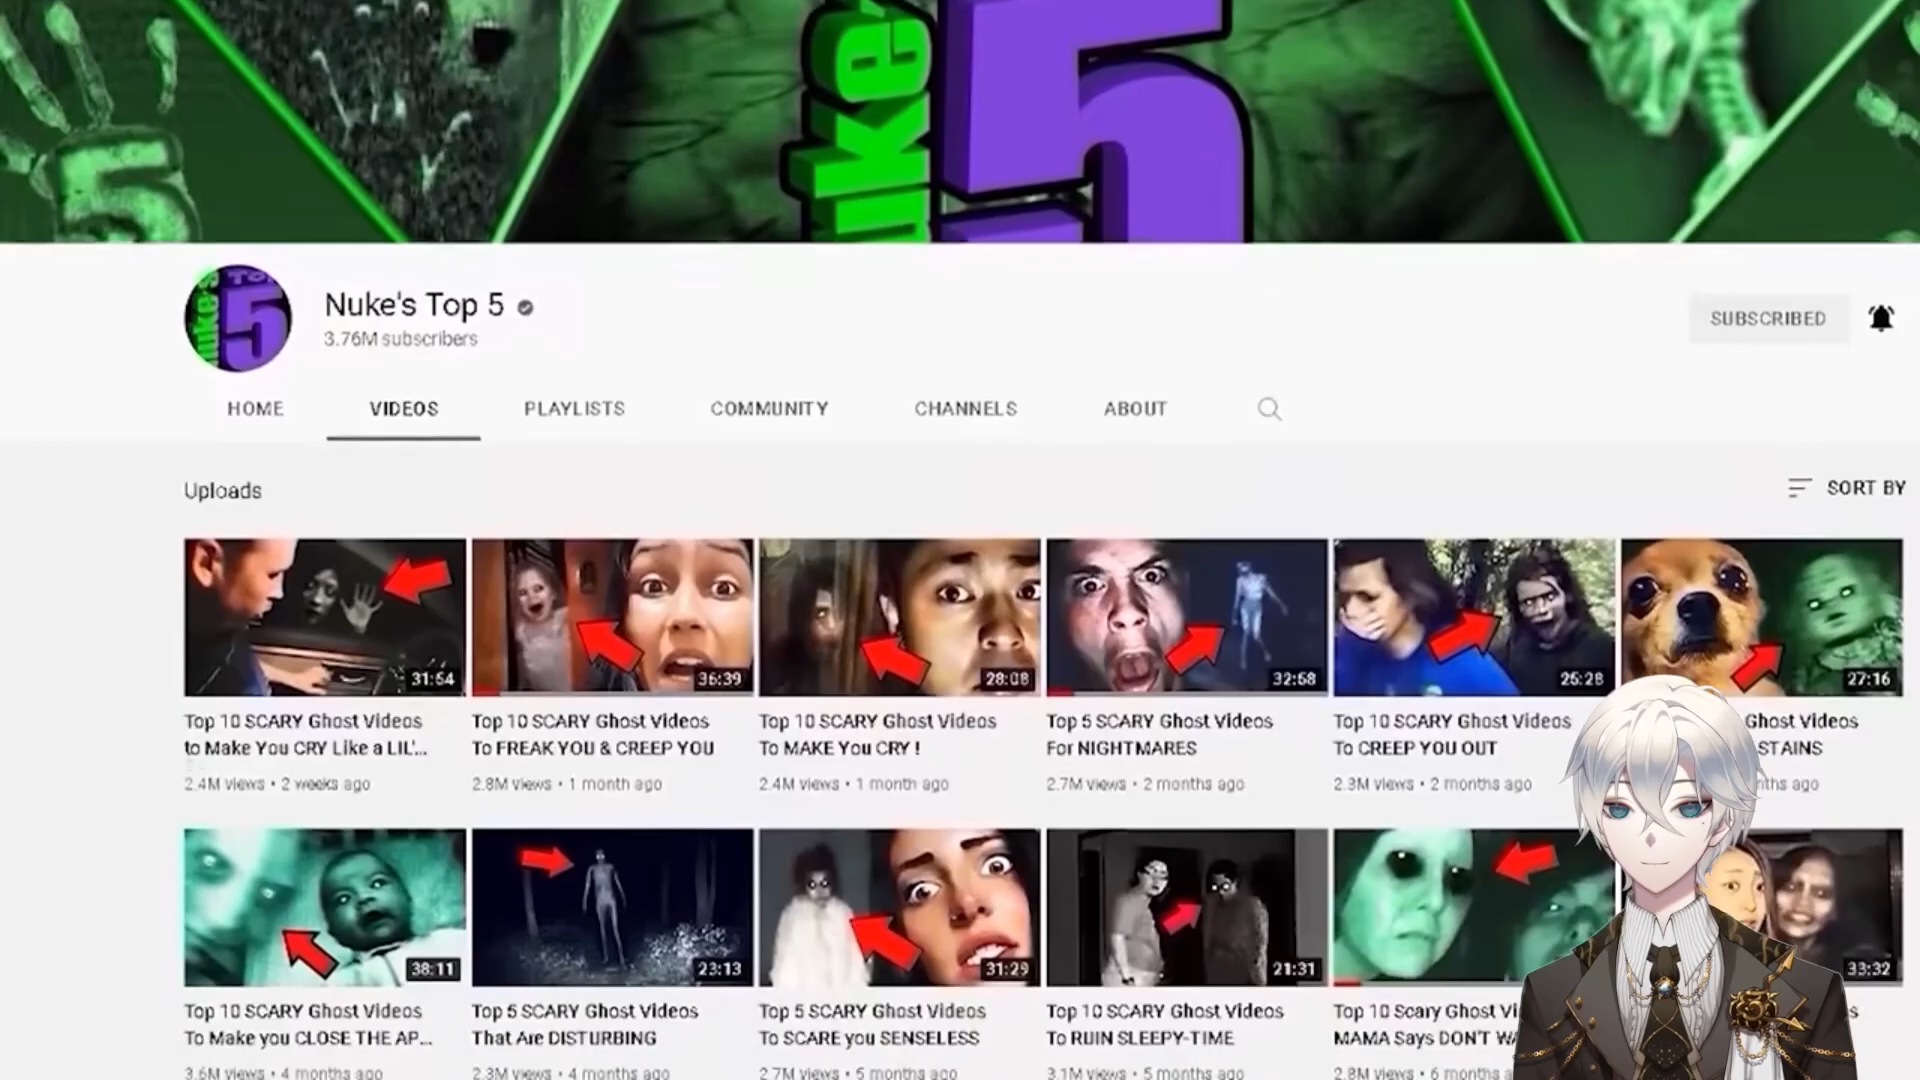 uke
5
5
Nuke's
TO
5
Nuke's Top 5
3.76M subscribers
SUBSCRIBED
HOME
VIDEOS
PLAYLISTS
COMMUNITY
CHANNELS
ABOUT
Uploads
SORT BY
31:54
36:39
28:08
32:58
25:28
27:16
Top 10 SCARY Ghost Videos
to Make You CRY Like a LIL'...
2.4M views • 2 weeks ago
Top 10 SCARY Ghost Videos
To FREAK YOU & CREEP YOU
2.8M views • 1 month ago
Top 10 SCARY Ghost Videos
To MAKE You CRY !
2.4M views • 1 month ago
Top 5 SCARY Ghost Videos
For NIGHTMARES
2.7M views • 2 months ago
Top 10 SCARY Ghost Videos
To CREEP YOU OUT
2.3M views • 2 months ago
Ghost Videos
STAINS
ago
38:11
23:13
31:29
21:31
33:32
Top 10 SCARY Ghost Videos
To Make you CLOSE THE AP...
3.6M views • 4 months ago
Top 5 SCARY Ghost Videos
That Are DISTURBING
2.3M views • 4 months ago
Top 5 SCARY Ghost Videos
To SCARE you SENSELESS
2.7M views • 5 months ago
Top 10 SCARY Ghost Videos
To RUIN SLEEPY-TIME
3.1M views • 5 months ago
Top 10 Scary Ghost Vi
MAMA Says DON'T W
2.8M views • 6 months a